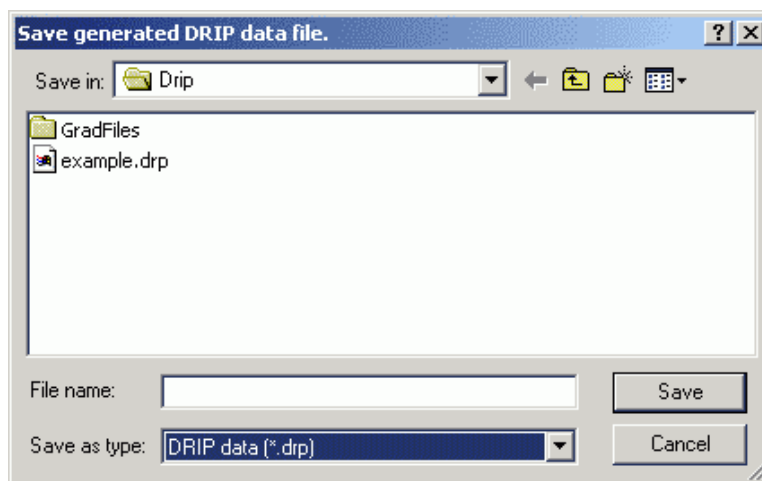 Save generated DRIP data file.
Save in: Drip
GradFiles
example.drp
File name: Save
Save as type: DRIP data (*.drp) Cancel